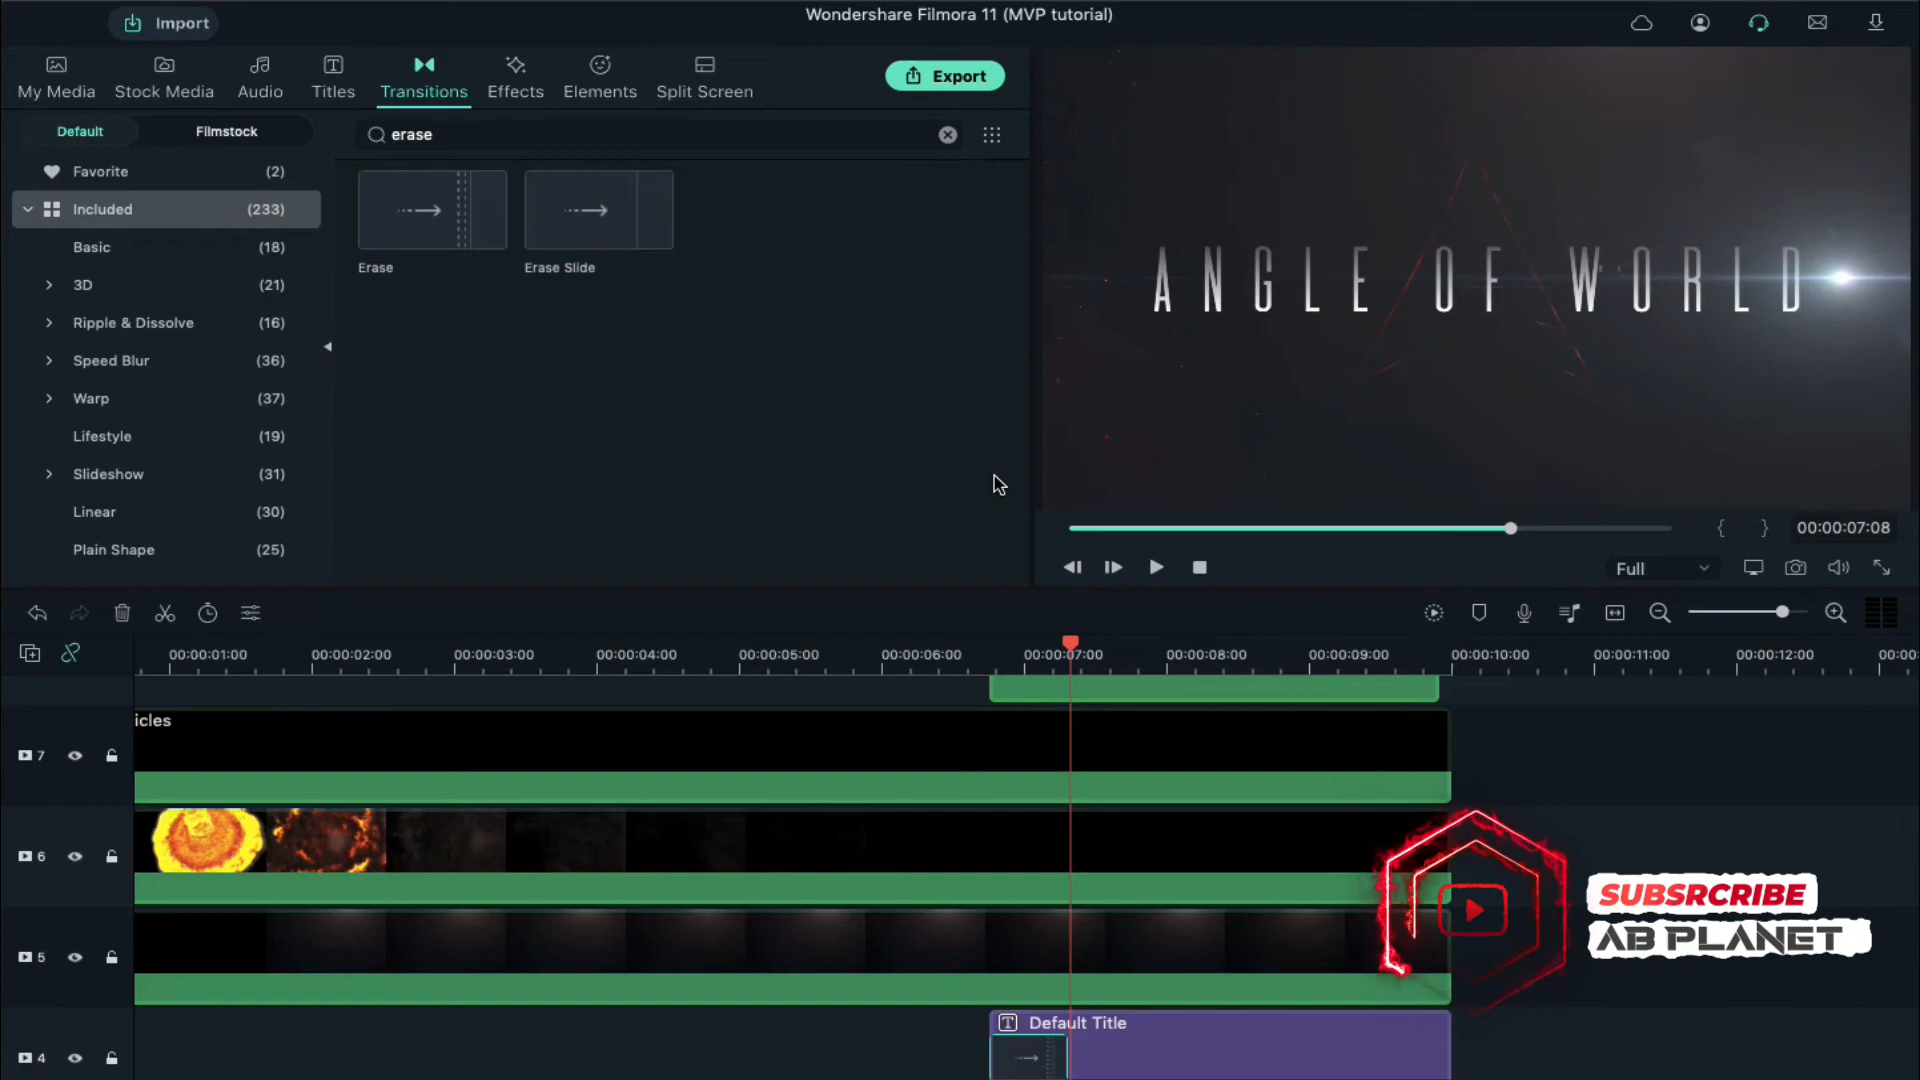 Wondershare Filmora 11 (MVP tutorial)
Import
My Media
Stock Media
Audio
Titles
Transitions
Effects
Elements
Split Screen
Export
Default
Filmstock
erase
Favorite (2)
Included (233)
Basic (18)
3D (21)
Ripple & Dissolve (16)
Speed Blur (36)
Warp (37)
Lifestyle (19)
Slideshow (31)
Linear (30)
Plain Shape (25)
Erase
Erase Slide
ANGLE OF WORLD
{ } 00:00:07:08
Full
00:00:01:00 00:00:02:00 00:00:03:00 00:00:04:00 00:00:05:00 00:00:06:00 00:00:07:00 00:00:08:00 00:00:09:00 00:00:10:00 00:00:11:00 00:00:12:00 00:00:
icles
7
6
5
4
Default Title
SUBSRCRIBE
AB PLANET